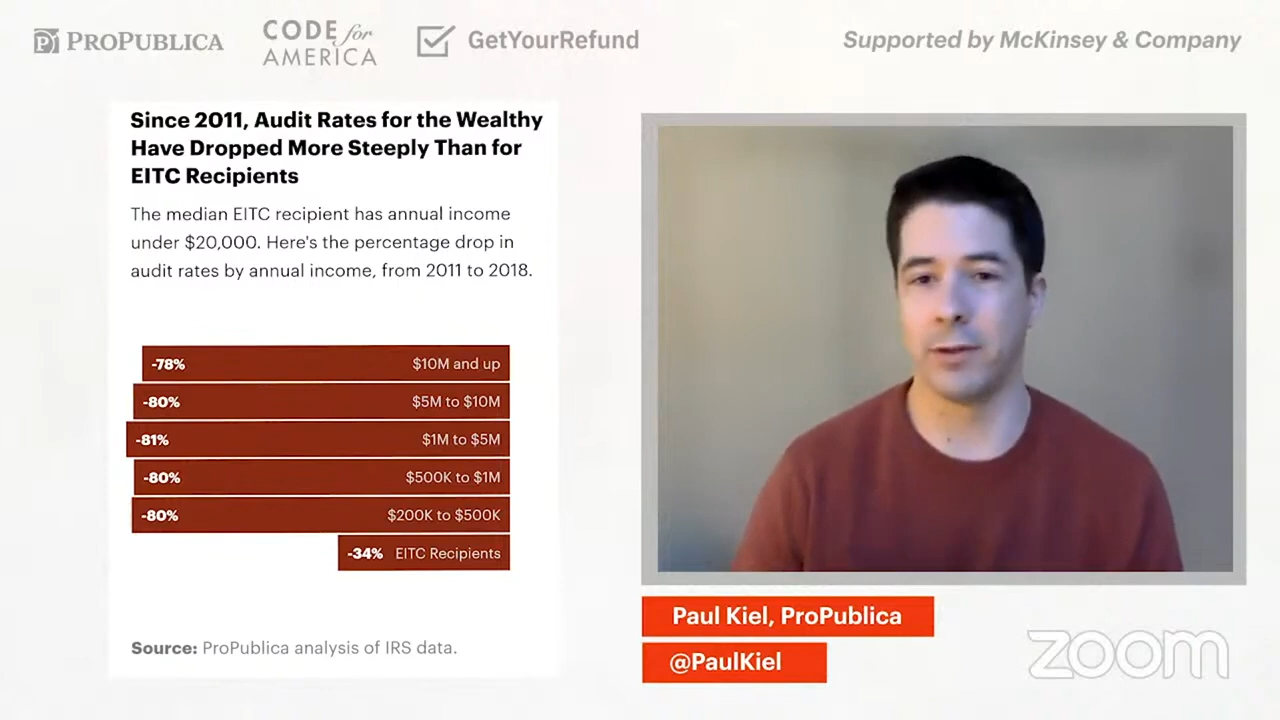 PROPUBLICA
CODE for
AMERICA
GetYourRefund
Supported by McKinsey & Company
Since 2011, Audit Rates for the Wealthy
Have Dropped More Steeply Than for
EITC Recipients
The median EITC recipient has annual income
under $20,000. Here's the percentage drop in
audit rates by annual income, from 2011 to 2018.
-78% $10M and up
-80% $5M to $10M
-81% $1M to $5M
-80% $500K to $1M
-80% $200K to $500K
-34% EITC Recipients
Source: ProPublica analysis of IRS data.
Paul Kiel, ProPublica
@PaulKiel
zoom